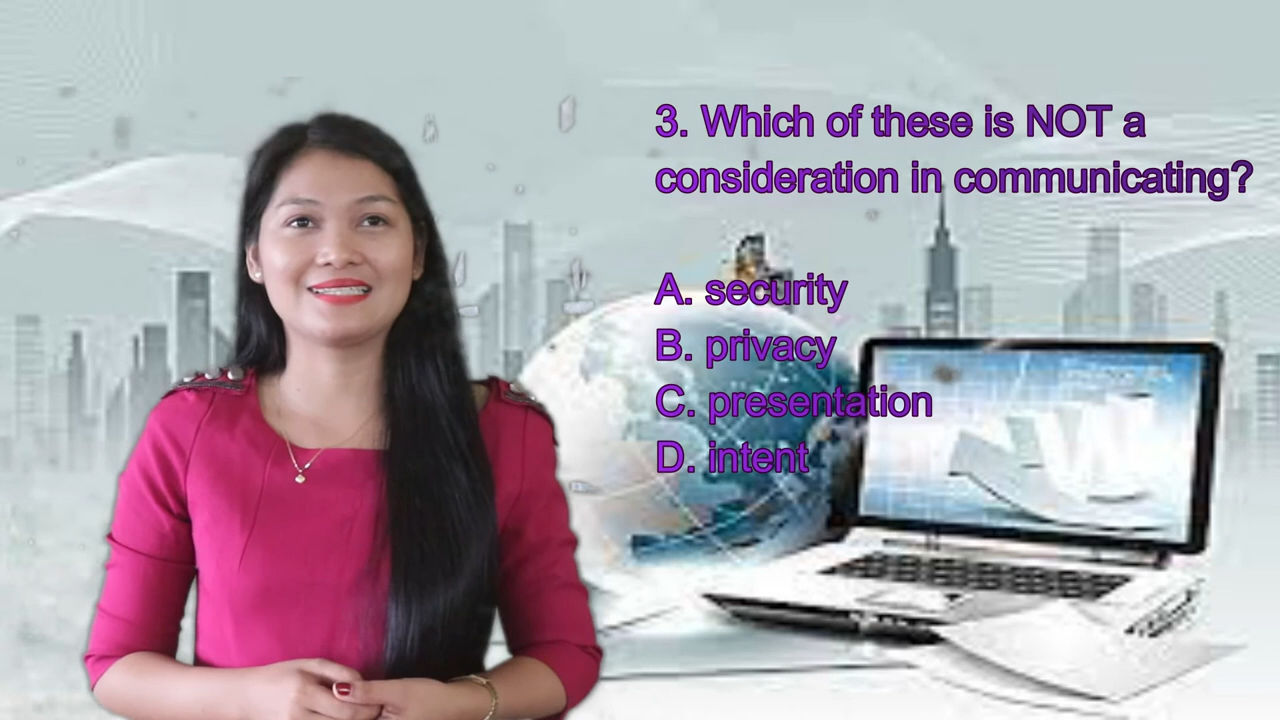 3. Which of these is NOT a
consideration in communicating?
A. security
B. privacy
C. presentation
D. intent